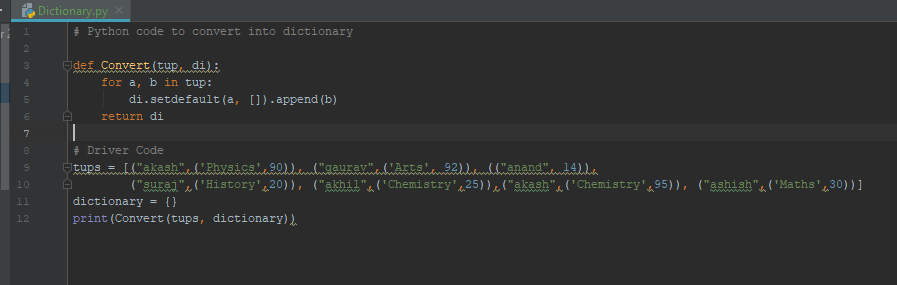 Dictionary.py ×
1 # Python code to convert into dictionary
2
3 def Convert(tup, di):
4 for a, b in tup:
5 di.setdefault(a, []).append(b)
6 return di
7
8 # Driver Code
9 tups = [("akash",('Physics',90)), ("gaurav",('Arts', 92)), (("anand", 14)),
10 ("suraj",('History',20)), ("akhil",('Chemistry',25)),("akash",('Chemistry',95)), ("ashish",('Maths',30))]
11 dictionary = {}
12 print(Convert(tups, dictionary))